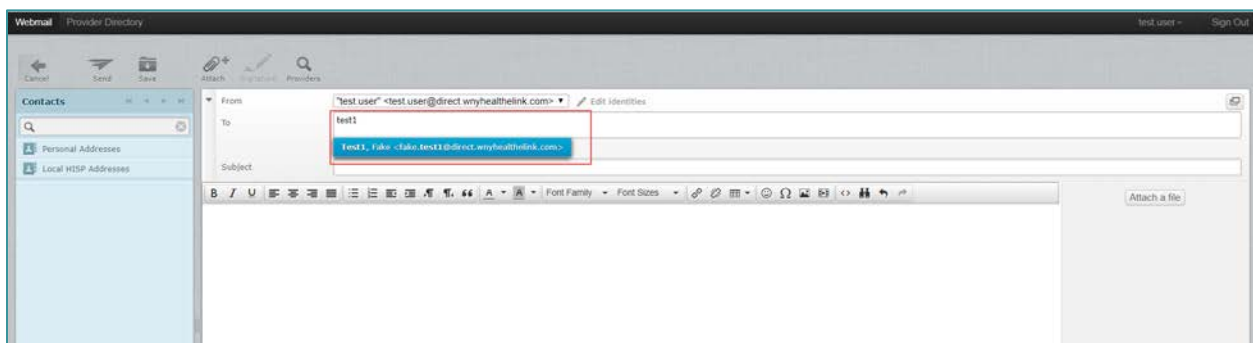 Webmail Provider Directory test.user Sign Out
Cancel Send Save Attach Providers
Contacts
Personal Addresses
Local HISP Addresses
From "test.user" <test.user@direct.wnyhealthelink.com> Edit identities
To test1
Test1, Fake <fake.test1@direct.wnyhealthelink.com>
Subject
B I U Font Family Font Sizes
Attach a file